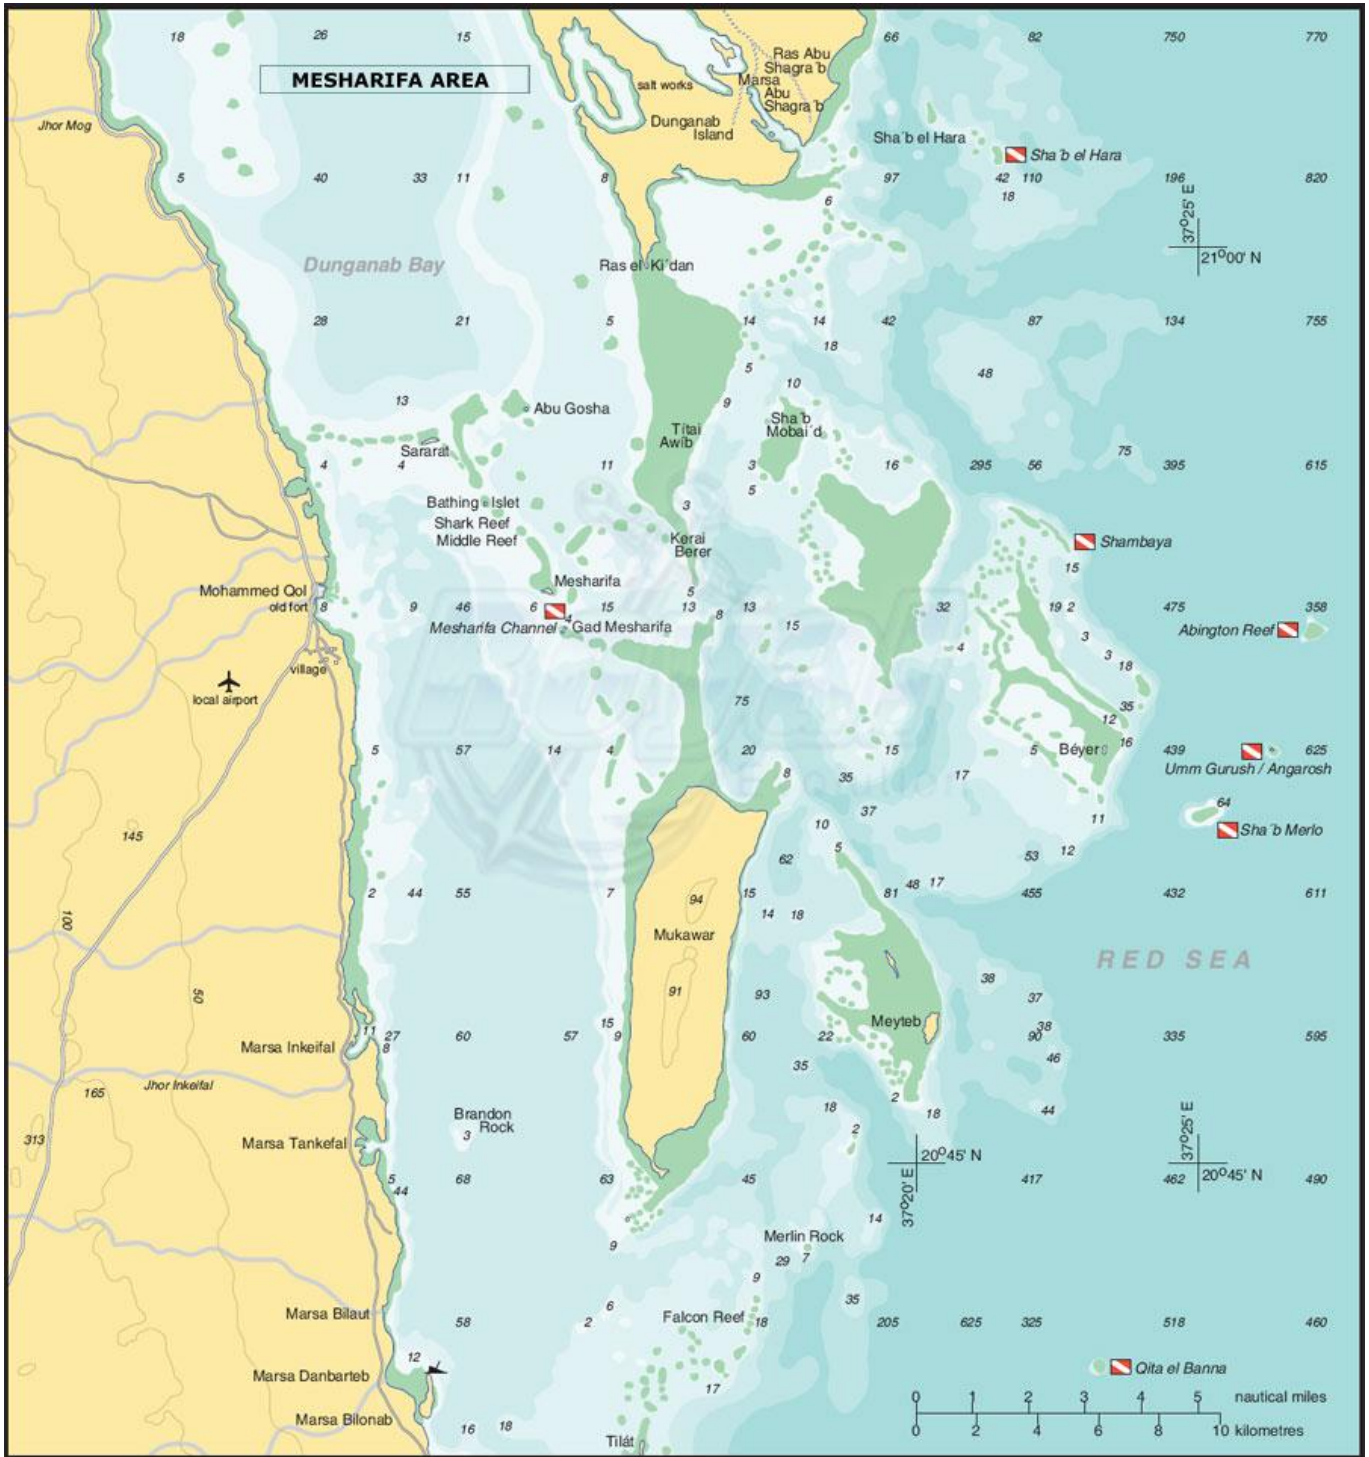 18 26 15 66 82 750 770
MESHARIFA AREA
Ras Abu
Shagra´b
salt works
Marsa
Abu
Shagra´b
Jhor Mog
Dunganab
Island
Sha´b el Hara
Sha´b el Hara
5 40 33 11 8 97 42 110 196 820
18
6
37°25' E
21°00' N
Dunganab Bay
Ras el Ki´dan
28 21 5 14 14 42 87 134 755
18
5
10
48
13
9
Abu Gosha
Sha´b
Mobai´d
Titai
Awib
Sararat
75
4 4 11 3 16 295 56 395 615
5
Bathing Islet
3
Shark Reef
Middle Reef
Kerai
Berer
Shambaya
15
Mesharifa
Mohammed Qol
old fort
5
8 9 46 6 15 13 8 13 32 19 2 475 358
4
Mesharifa Channel
Gad Mesharifa
15
Abington Reef
3
4
3
18
village
local airport
75
35
12
16
5 57 14 4 20 15 5 439 625
Béyer
Umm Gurush / Angarosh
8
35
17
37
64
11
10
Sha´b Merlo
145
5
12
53
62
48 17
2 44 55 7 15 81 455 432 611
94
14 18
100
Mukawar
RED SEA
38
91
93
50
37
Meyteb
15
38
11 27 60 57 9 60 22 90 335 595
8
Marsa Inkeifal
46
35
Jhor Inkeifal
165
2
18
18
44
Brandon
Rock
3
313
Marsa Tankefal
2
37°20' E
20°45' N
37°25' E
20°45' N
5 68 63 45 417 462 490
44
14
Merlin Rock
9
29 7
9
35
6
Marsa Bilaut
Falcon Reef
58 2 18 205 625 325 518 460
12
Qita el Banna
Marsa Danbarteb
17
0 1 2 3 4 5 nautical miles
Marsa Bilonab
16 18
0 2 4 6 8 10 kilometres
Tilát